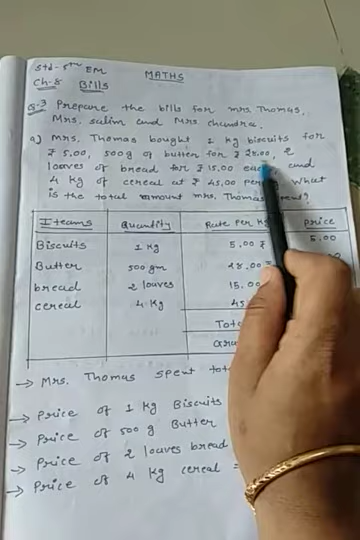 Std-5th EM
MATHS
Ch-8 Bills
Q-3 Prepare the bills for mrs. Thomas,
Mrs. Salim and Mrs. Chandra.
a) Mrs. Thomas bought 1 kg biscuits for
₹ 5.00, 500 g of butter for ₹ 28.00, 2
loaves of bread for ₹ 15.00 each and
4 kg of cereal at ₹ 45.00 per What
is the total amount mrs. Thomas
Iteams Quantity Rate Per Kg Price
Biscuits 1 Kg 5.00 ₹ 5.00
Butter 500 gm 28.00 ₹
bread 2 loaves 15.00
cereal 4 Kg 45
→ Mrs. Thomas spent
→ Price of 1 Kg Biscuits
→ Price of 500 g Butter
→ Price of 2 loaves bread
→ Price of 4 kg cereal =